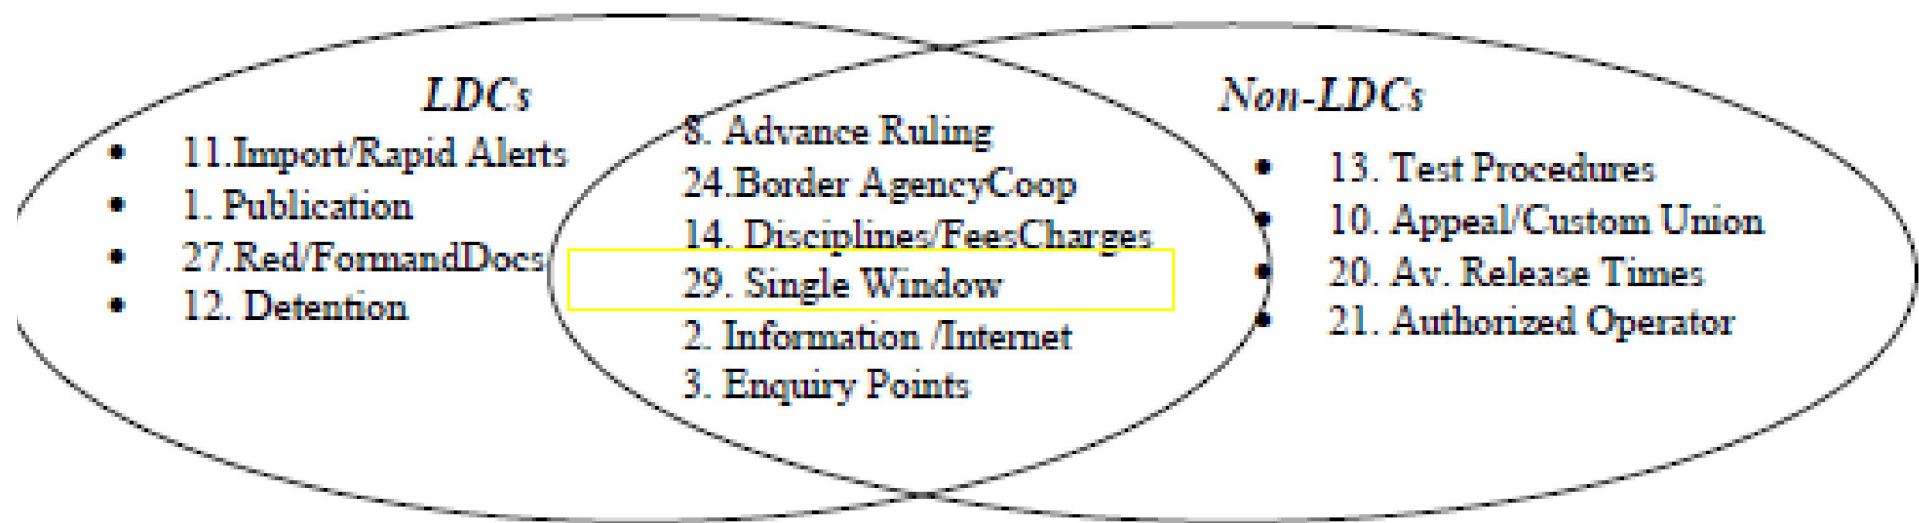 LDCs
• 11.Import/Rapid Alerts
• 1. Publication
• 27.Red/FormandDocs
• 12. Detention
8. Advance Ruling
24.Border AgencyCoop
14. Disciplines/FeesCharges
29. Single Window
2. Information /Internet
3. Enquiry Points
Non-LDCs
• 13. Test Procedures
• 10. Appeal/Custom Union
• 20. Av. Release Times
• 21. Authorized Operator